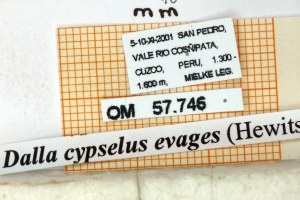 mm
5-10-XI-2001 SAN PEDRO,
VALE RIO COSÑIPATA,
CUZCO, PERU, 1.300 -
1.600 m, MIELKE LEG.
OM 57.746
Dalla cypselus evages (Hewits